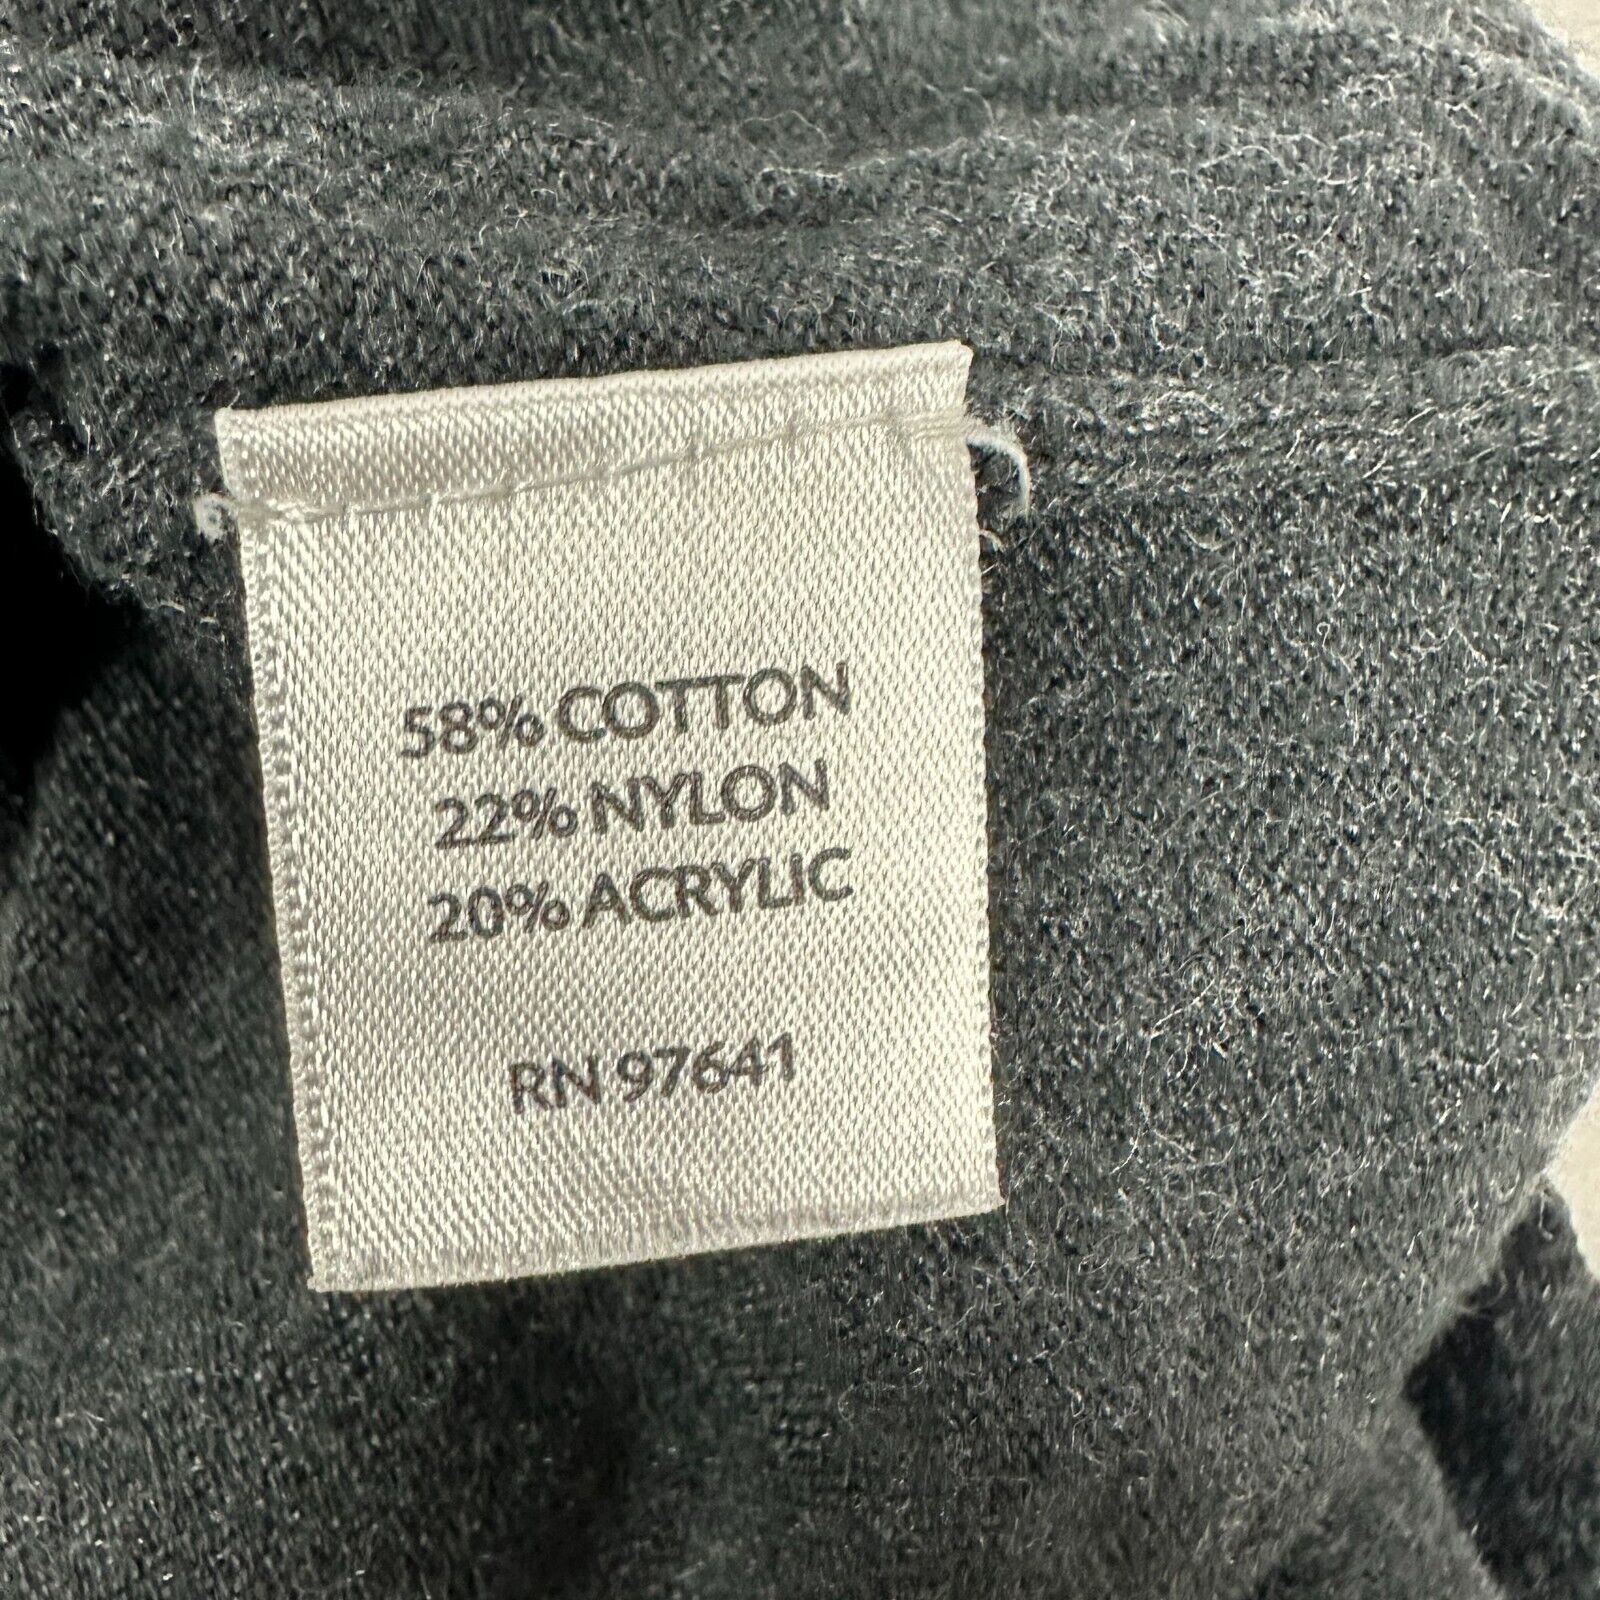 58% COTTON
22% NYLON
20% ACRYLIC
RN 97641